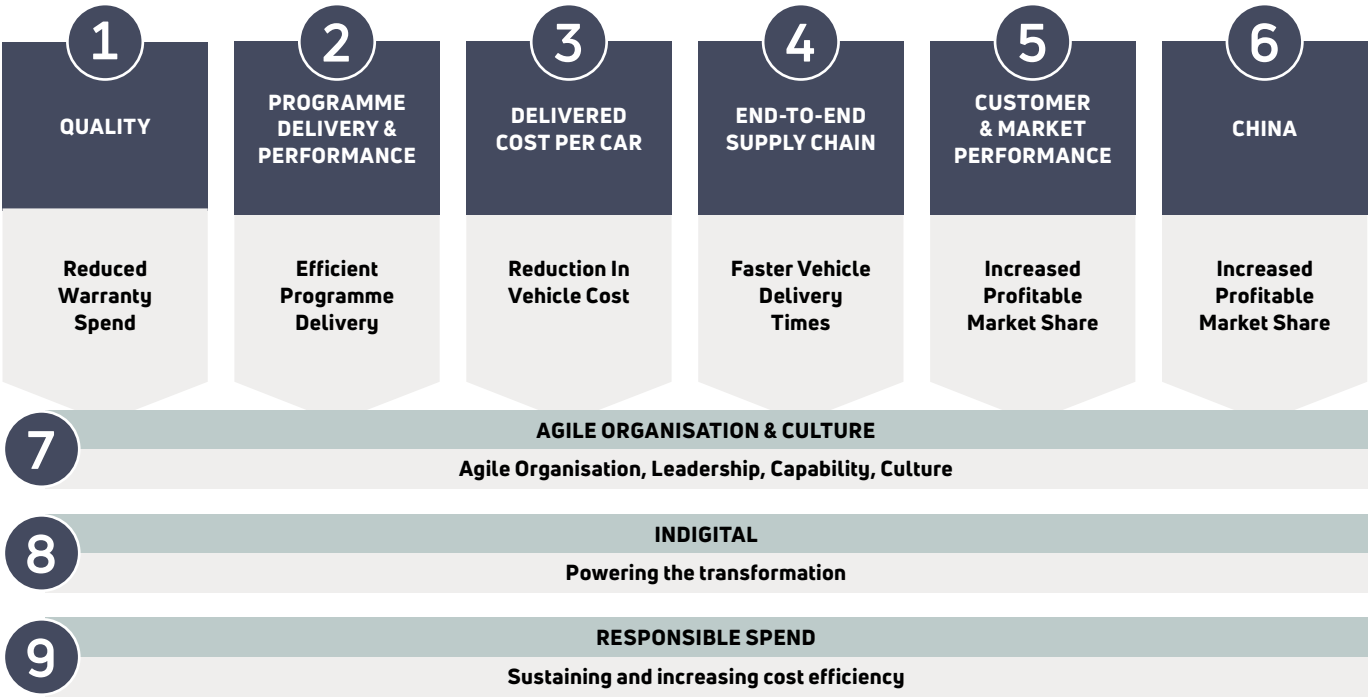 1
QUALITY
Reduced
Warranty
Spend
2
PROGRAMME
DELIVERY &
PERFORMANCE
Efficient
Programme
Delivery
3
DELIVERED
COST PER CAR
Reduction In
Vehicle Cost
4
END-TO-END
SUPPLY CHAIN
Faster Vehicle
Delivery
Times
5
CUSTOMER
& MARKET
PERFORMANCE
Increased
Profitable
Market Share
6
CHINA
Increased
Profitable
Market Share
7
AGILE ORGANISATION & CULTURE
Agile Organisation, Leadership, Capability, Culture
8
INDIGITAL
Powering the transformation
9
RESPONSIBLE SPEND
Sustaining and increasing cost efficiency